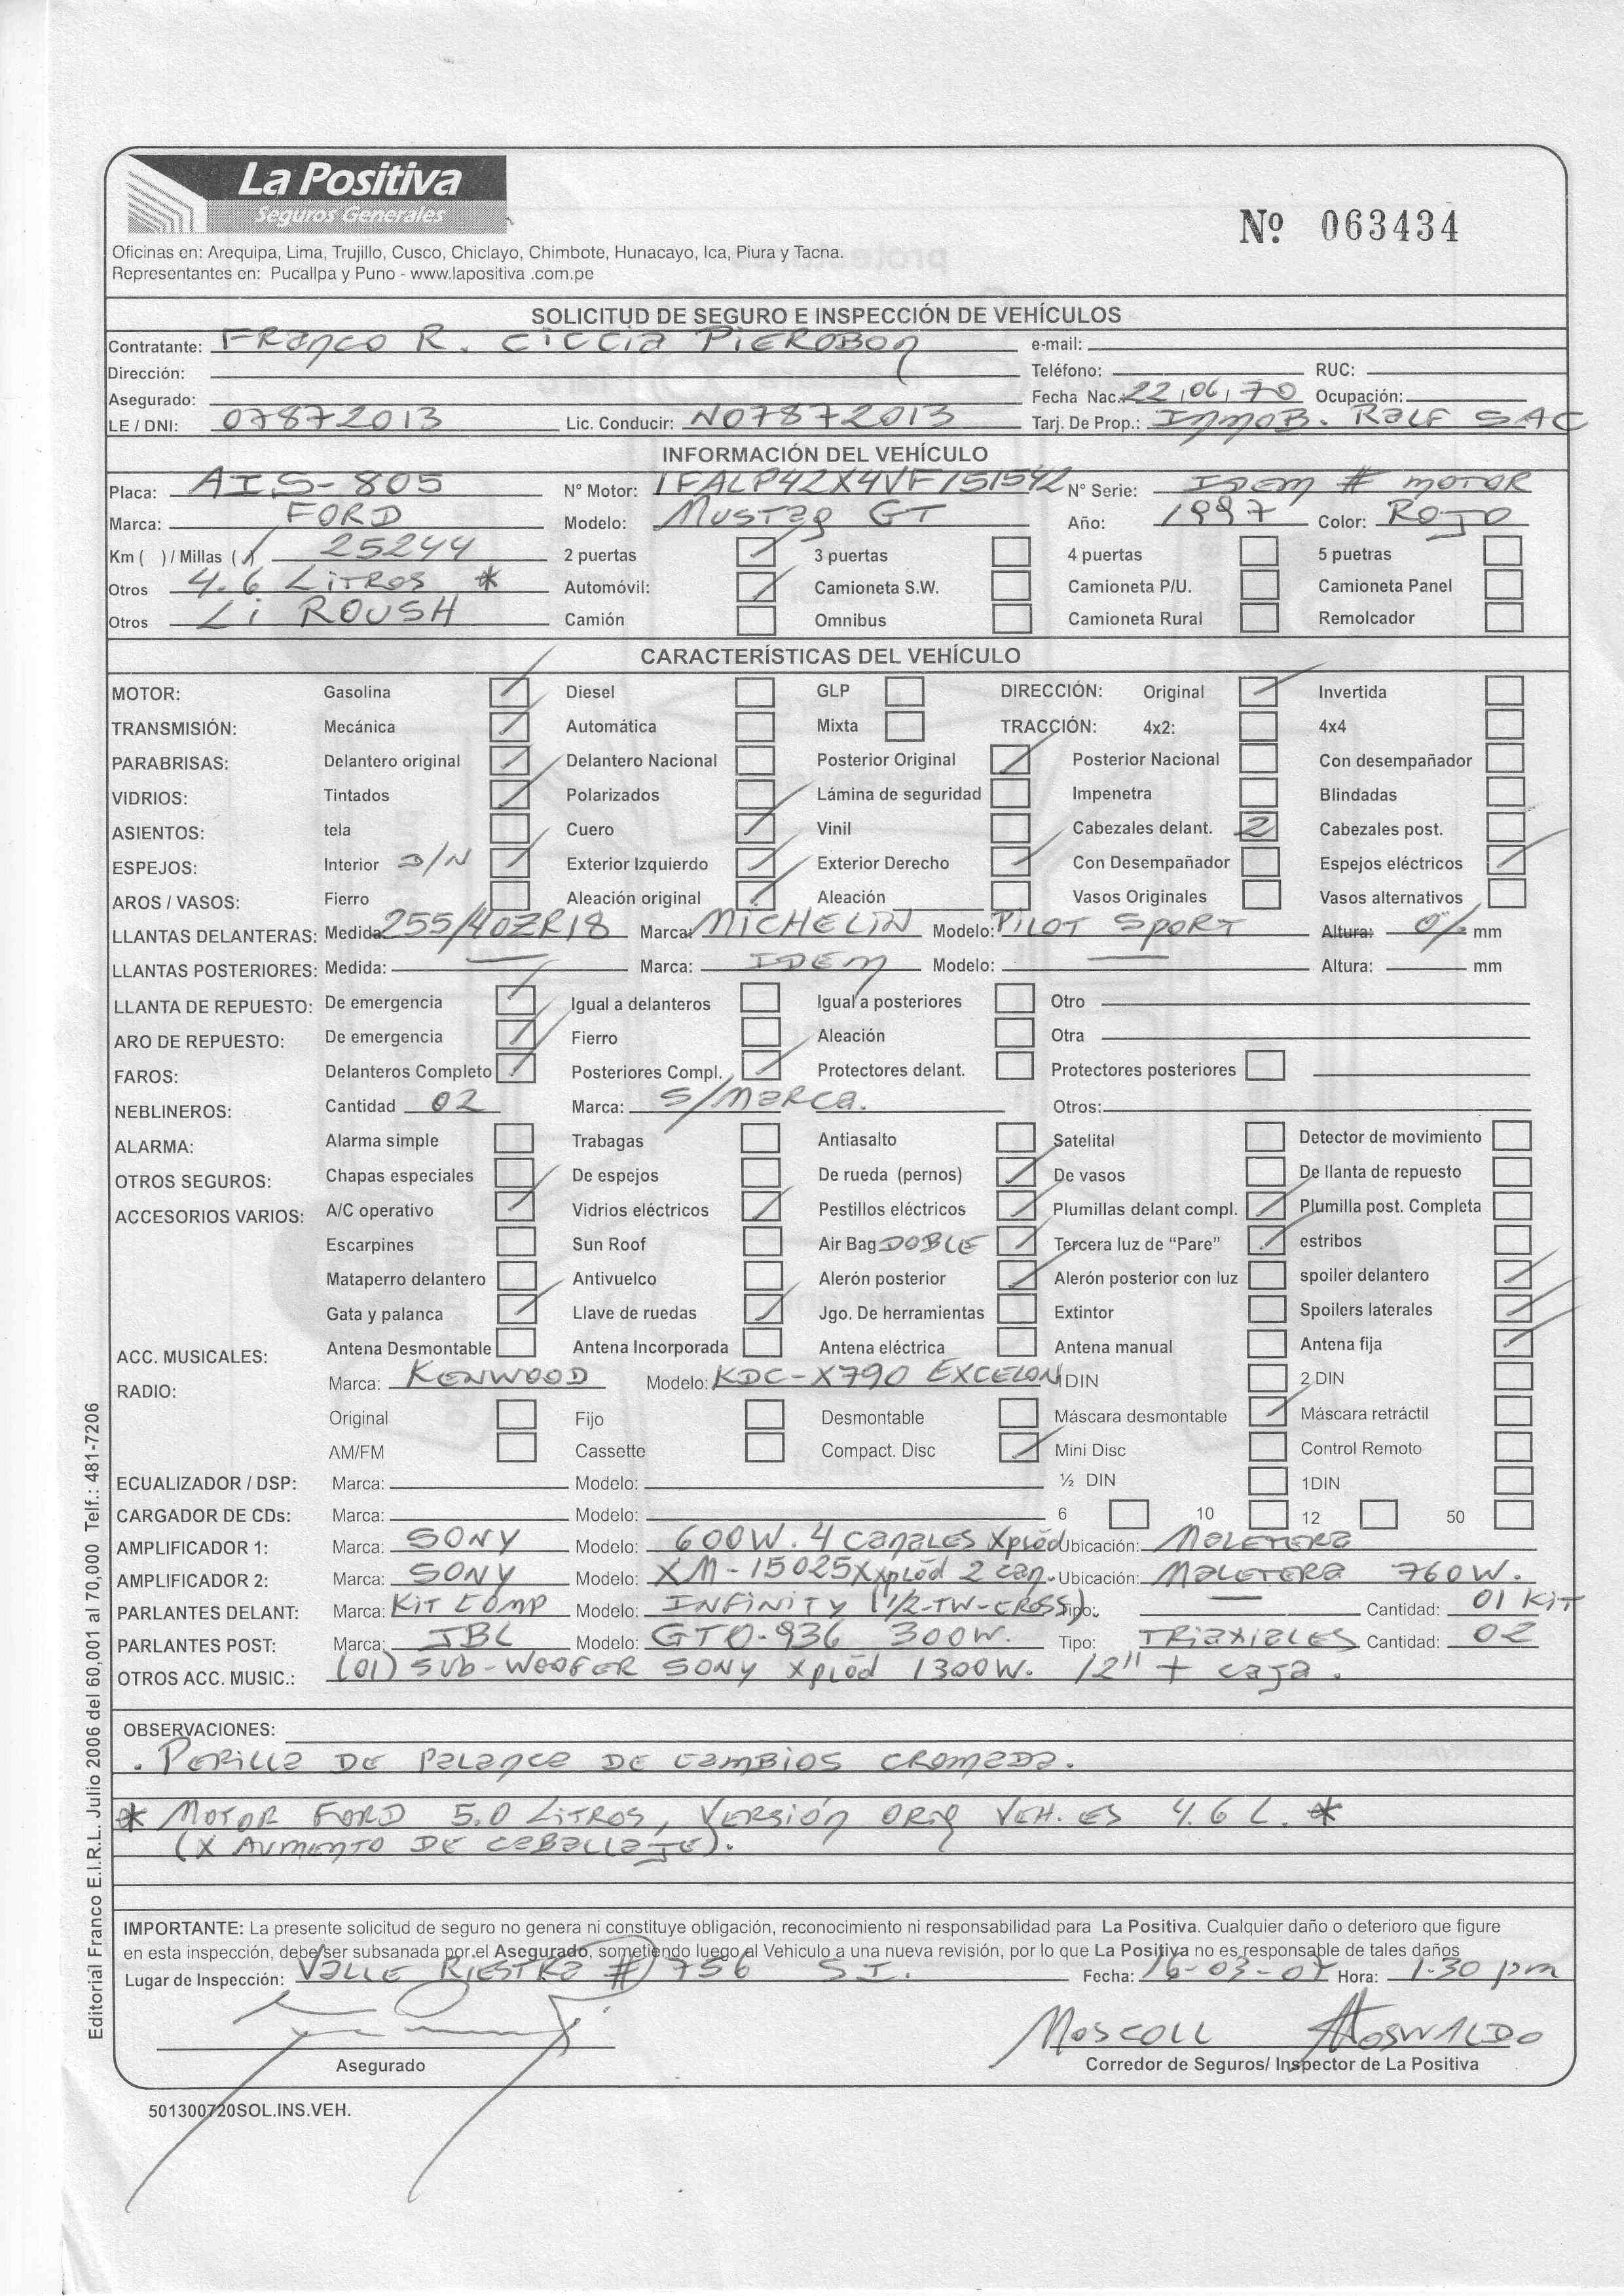 La Positiva
Seguros Generales
Nº 063434
Oficinas en: Arequipa, Lima, Trujillo, Cusco, Chiclayo, Chimbote, Hunacayo, Ica, Piura y Tacna.
Representantes en: Pucallpa y Puno - www.lapositiva .com.pe
SOLICITUD DE SEGURO E INSPECCIÓN DE VEHÍCULOS
Contratante: Franco R. Ciccia Pierobon e-mail:
Dirección: Teléfono: RUC:
Asegurado: Fecha Nac.: 22/06/70 Ocupación:
LE / DNI: 07872013 Lic. Conducir: N07872013 Tarj. De Prop.: Inmob. Ralf SAC
INFORMACIÓN DEL VEHÍCULO
Placa: AIS-805 N° Motor: 1FALP42X4VF151542 N° Serie: IDEM # MOTOR
Marca: FORD Modelo: Mustag GT Año: 1997 Color: ROJO
Km ( ) / Millas (/) 25244 2 puertas 3 puertas 4 puertas 5 puetras
Otros 4.6 LITROS * Automóvil: Camioneta S.W. Camioneta P/U. Camioneta Panel
Otros ROUSH Camión Omnibus Camioneta Rural Remolcador
CARACTERÍSTICAS DEL VEHÍCULO
MOTOR: Gasolina Diesel GLP DIRECCIÓN: Original Invertida
TRANSMISIÓN: Mecánica Automática Mixta TRACCIÓN: 4x2: 4x4
PARABRISAS: Delantero original Delantero Nacional Posterior Original Posterior Nacional Con desempañador
VIDRIOS: Tintados Polarizados Lámina de seguridad Impenetra Blindadas
ASIENTOS: tela Cuero Vinil Cabezales delant. 2 Cabezales post.
ESPEJOS: Interior D/N Exterior Izquierdo Exterior Derecho Con Desempañador Espejos eléctricos
AROS / VASOS: Fierro Aleación original Aleación Vasos Originales Vasos alternativos
LLANTAS DELANTERAS: Medida: 255/40ZR18 Marca: MICHELIN Modelo: PILOT SPORT Altura: 0% mm
LLANTAS POSTERIORES: Medida: — Marca: IDEM Modelo: — Altura: mm
LLANTA DE REPUESTO: De emergencia Igual a delanteros Igual a posteriores Otro
ARO DE REPUESTO: De emergencia Fierro Aleación Otra
FAROS: Delanteros Completo Posteriores Compl. Protectores delant. Protectores posteriores
NEBLINEROS: Cantidad 02 Marca: S/MARCA. Otros:
ALARMA: Alarma simple Trabagas Antiasalto Satelital Detector de movimiento
OTROS SEGUROS: Chapas especiales De espejos De rueda (pernos) De vasos De llanta de repuesto
ACCESORIOS VARIOS: A/C operativo Vidrios eléctricos Pestillos eléctricos Plumillas delant compl. Plumilla post. Completa
Escarpines Sun Roof Air Bag DOBLE Tercera luz de "Pare" estribos
Mataperro delantero Antivuelco Alerón posterior Alerón posterior con luz spoiler delantero
Gata y palanca Llave de ruedas Jgo. De herramientas Extintor Spoilers laterales
ACC. MUSICALES: Antena Desmontable Antena Incorporada Antena eléctrica Antena manual Antena fija
RADIO: Marca: KENWOOD Modelo: KDC-X790 EXCELON 1DIN 2 DIN
Original Fijo Desmontable Máscara desmontable Máscara retráctil
AM/FM Cassette Compact. Disc Mini Disc Control Remoto
ECUALIZADOR / DSP: Marca: Modelo: ½ DIN 1DIN
CARGADOR DE CDs: Marca: Modelo: 6 10 12 50
AMPLIFICADOR 1: Marca: SONY Modelo: 600W. 4 CANALES Xplod Ubicación: MALETERA
AMPLIFICADOR 2: Marca: SONY Modelo: XM-15025X Xplod 2 can. Ubicación: MALETERA 760W.
PARLANTES DELANT: Marca: KIT COMP Modelo: INFINITY (1/2-TW-CROSS). Tipo: — Cantidad: 01 KIT
PARLANTES POST: Marca: JBL Modelo: GTO-936 300W. Tipo: TRIAXIALES Cantidad: 02
OTROS ACC. MUSIC.: (01) SUB-WOOFER SONY Xplod 1300W. 12" + CAJA.
OBSERVACIONES:
. PERILLA DE PALANCA DE CAMBIOS CROMADA.
* MOTOR FORD 5.0 LITROS, VERSIÓN ORIG VEH. ES 4.6 L. *
(X AUMENTO DE CABALLAJE).
IMPORTANTE: La presente solicitud de seguro no genera ni constituye obligación, reconocimiento ni responsabilidad para La Positiva. Cualquier daño o deterioro que figure
en esta inspección, debe ser subsanada por el Asegurado, sometiendo luego al Vehiculo a una nueva revisión, por lo que La Positiva no es responsable de tales daños
Lugar de Inspección: VALLE RIESTRA # 756 S.I. Fecha: 16-03-07 Hora: 1.30 pm
MOSCOLL OSWALDO
Asegurado Corredor de Seguros/ Inspector de La Positiva
501300720SOL.INS.VEH.
Editorial Franco E.I.R.L. Julio 2006 del 60,001 al 70,000 Telf.: 481-7206